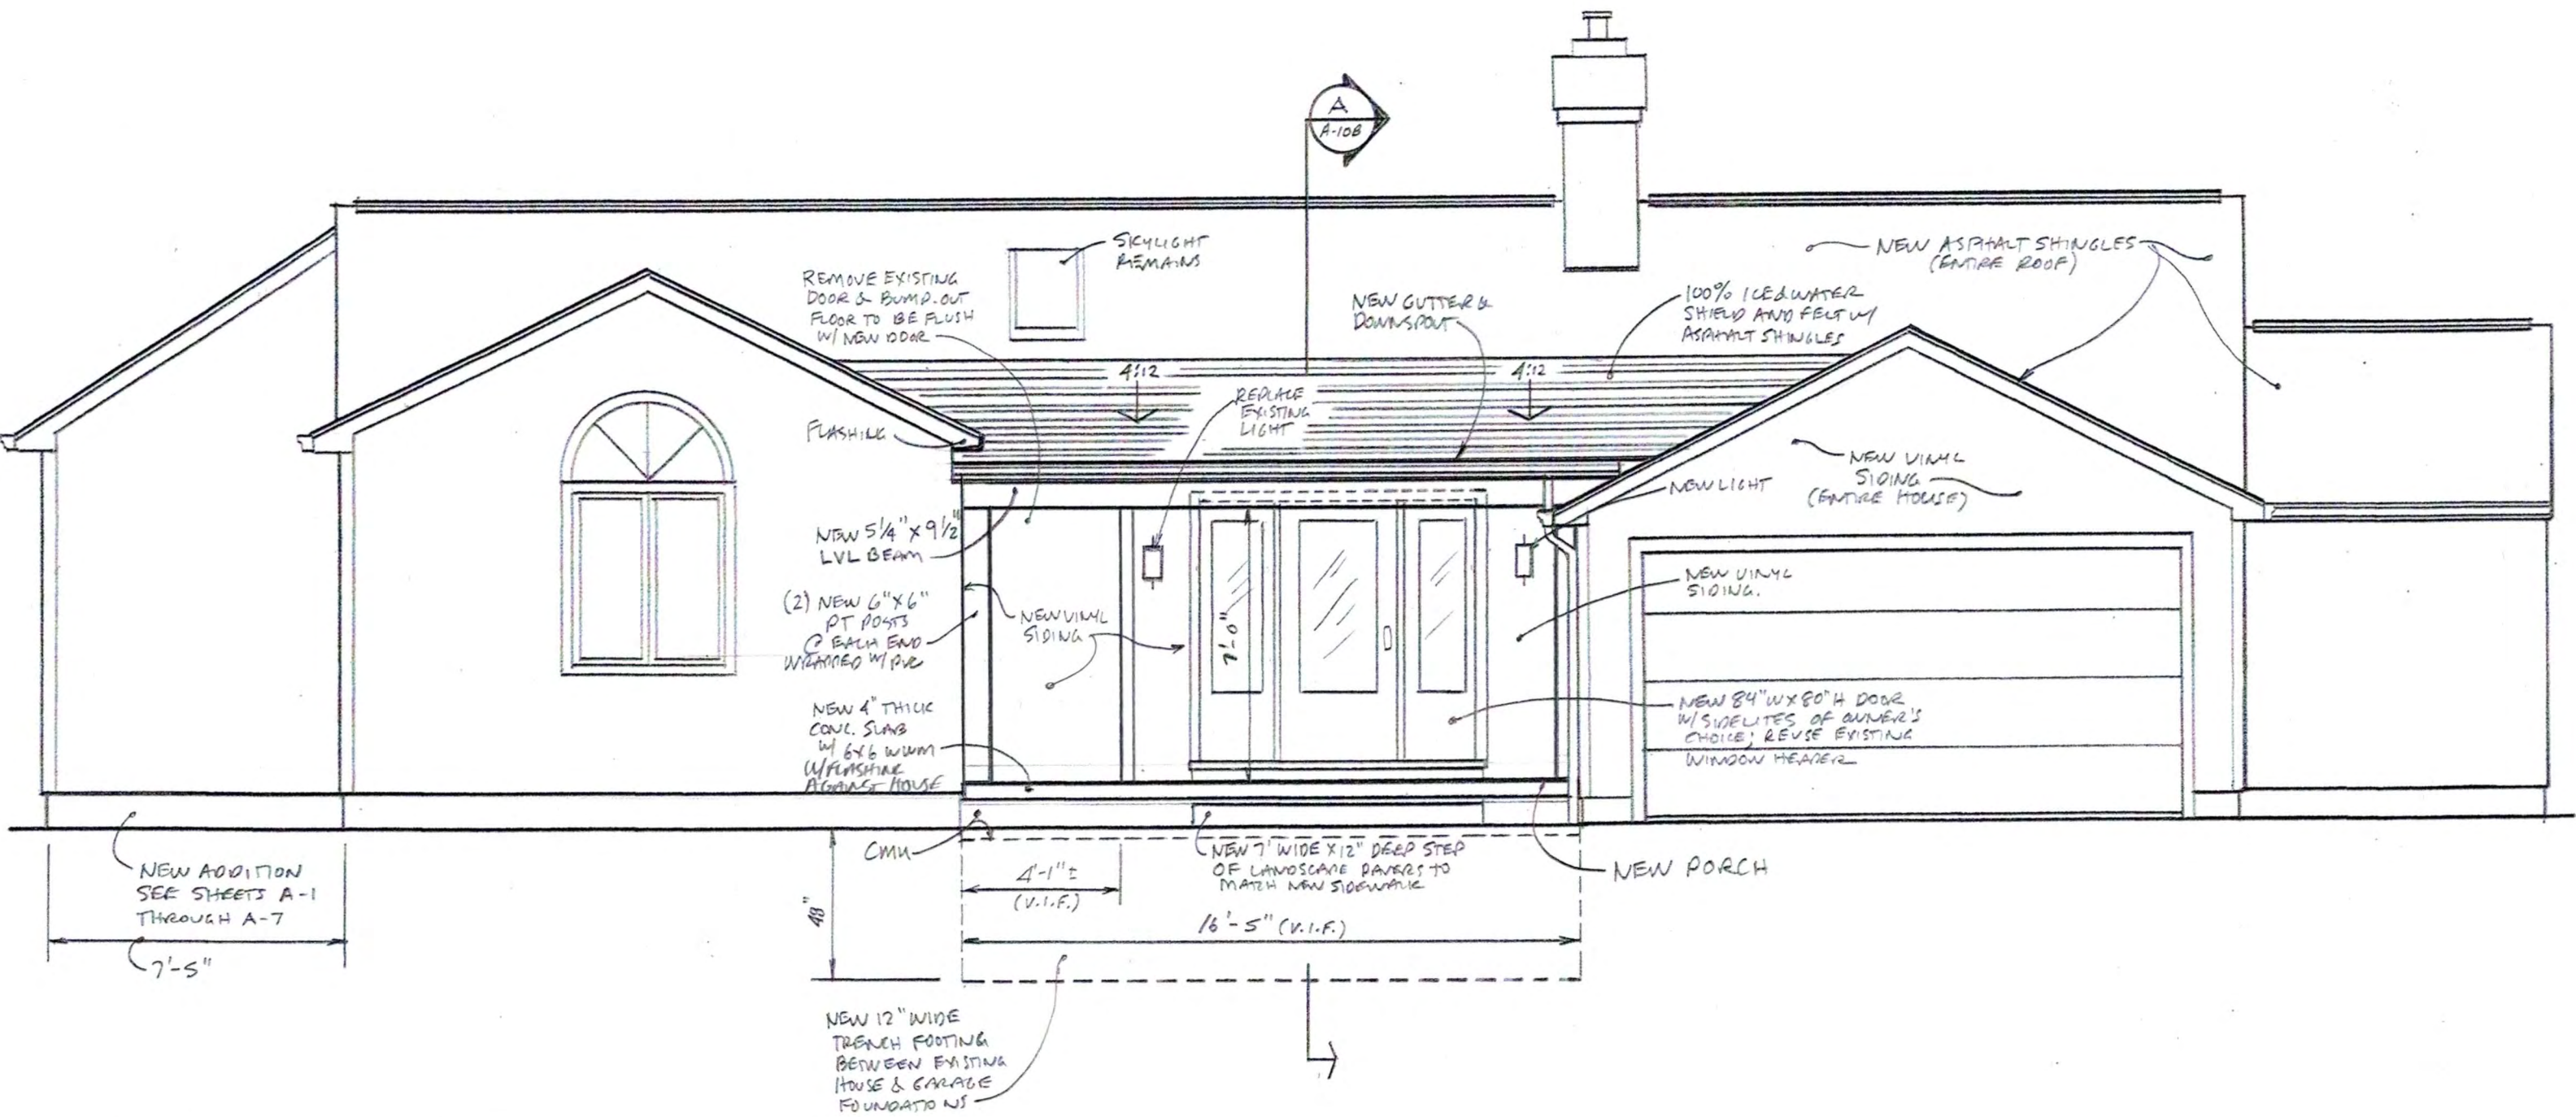 A
A-10B
SKYLIGHT
REMAINS
NEW ASPHALT SHINGLES
(ENTIRE ROOF)
REMOVE EXISTING
DOOR & BUMP-OUT
FLOOR TO BE FLUSH
W/ NEW DOOR
NEW GUTTER &
DOWNSPOUT
100% ICE & WATER
SHIELD AND FELT W/
ASPHALT SHINGLES
4:12
4:12
REPLACE
EXISTING
LIGHT
FLASHING
NEW VINYL
SIDING
(ENTIRE HOUSE)
NEW LIGHT
NEW 5 1/4" X 9 1/2"
LVL BEAM
(2) NEW 6"X6"
PT POSTS
@ EACH END
WRAPPED W/ PVC
NEW VINYL
SIDING
7'-0"
NEW VINYL
SIDING.
NEW 4" THICK
CONC. SLAB
W/ 6X6 WWM
W/FLASHING
AGAINST HOUSE
NEW 84"W X 80"H DOOR
W/ SIDELITES OF OWNER'S
CHOICE; REUSE EXISTING
WINDOW HEADER
CMU
NEW 7' WIDE X 12" DEEP STEP
OF LANDSCAPE PAVERS TO
MATCH NEW SIDEWALK
NEW PORCH
NEW ADDITION
SEE SHEETS A-1
THROUGH A-7
7'-5"
48"
4'-1" ±
(V.I.F.)
16'-5" (V.I.F.)
NEW 12" WIDE
TRENCH FOOTING
BETWEEN EXISTING
HOUSE & GARAGE
FOUNDATIONS